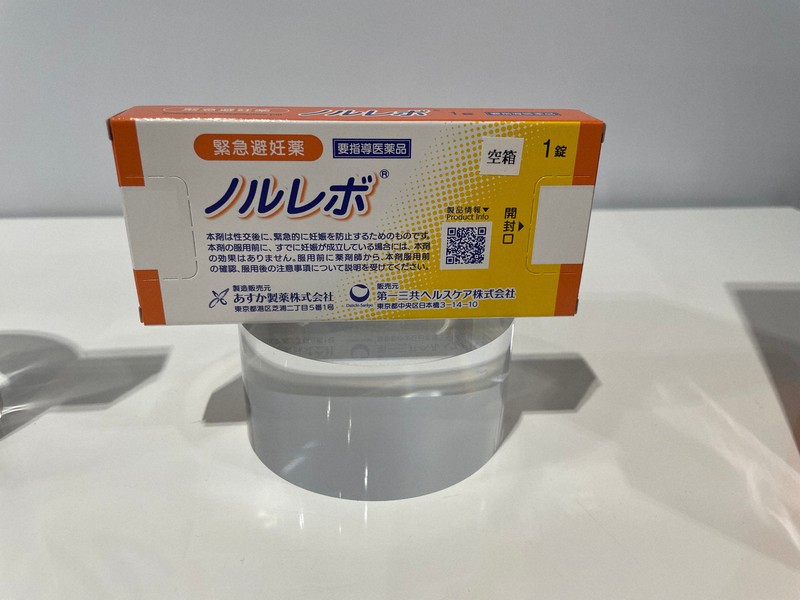 緊急避妊薬 ノルレボ 1錠
緊急避妊薬 要指導医薬品 空箱 1錠
ノルレボ®
製品情報▼
Product Info
開封口▶
本剤は性交後に、緊急的に妊娠を防止するためのものです。
本剤の服用前に、すでに妊娠が成立している場合には、本剤
の効果はありません。服用前に薬剤師から、本剤服用前
の確認、服用後の注意事項について説明を受けてください。
製造販売元
あすか製薬株式会社
東京都港区芝浦二丁目5番1号
Daiichi-Sankyo
販売元
第一三共ヘルスケア株式会社
東京都中央区日本橋3-14-10